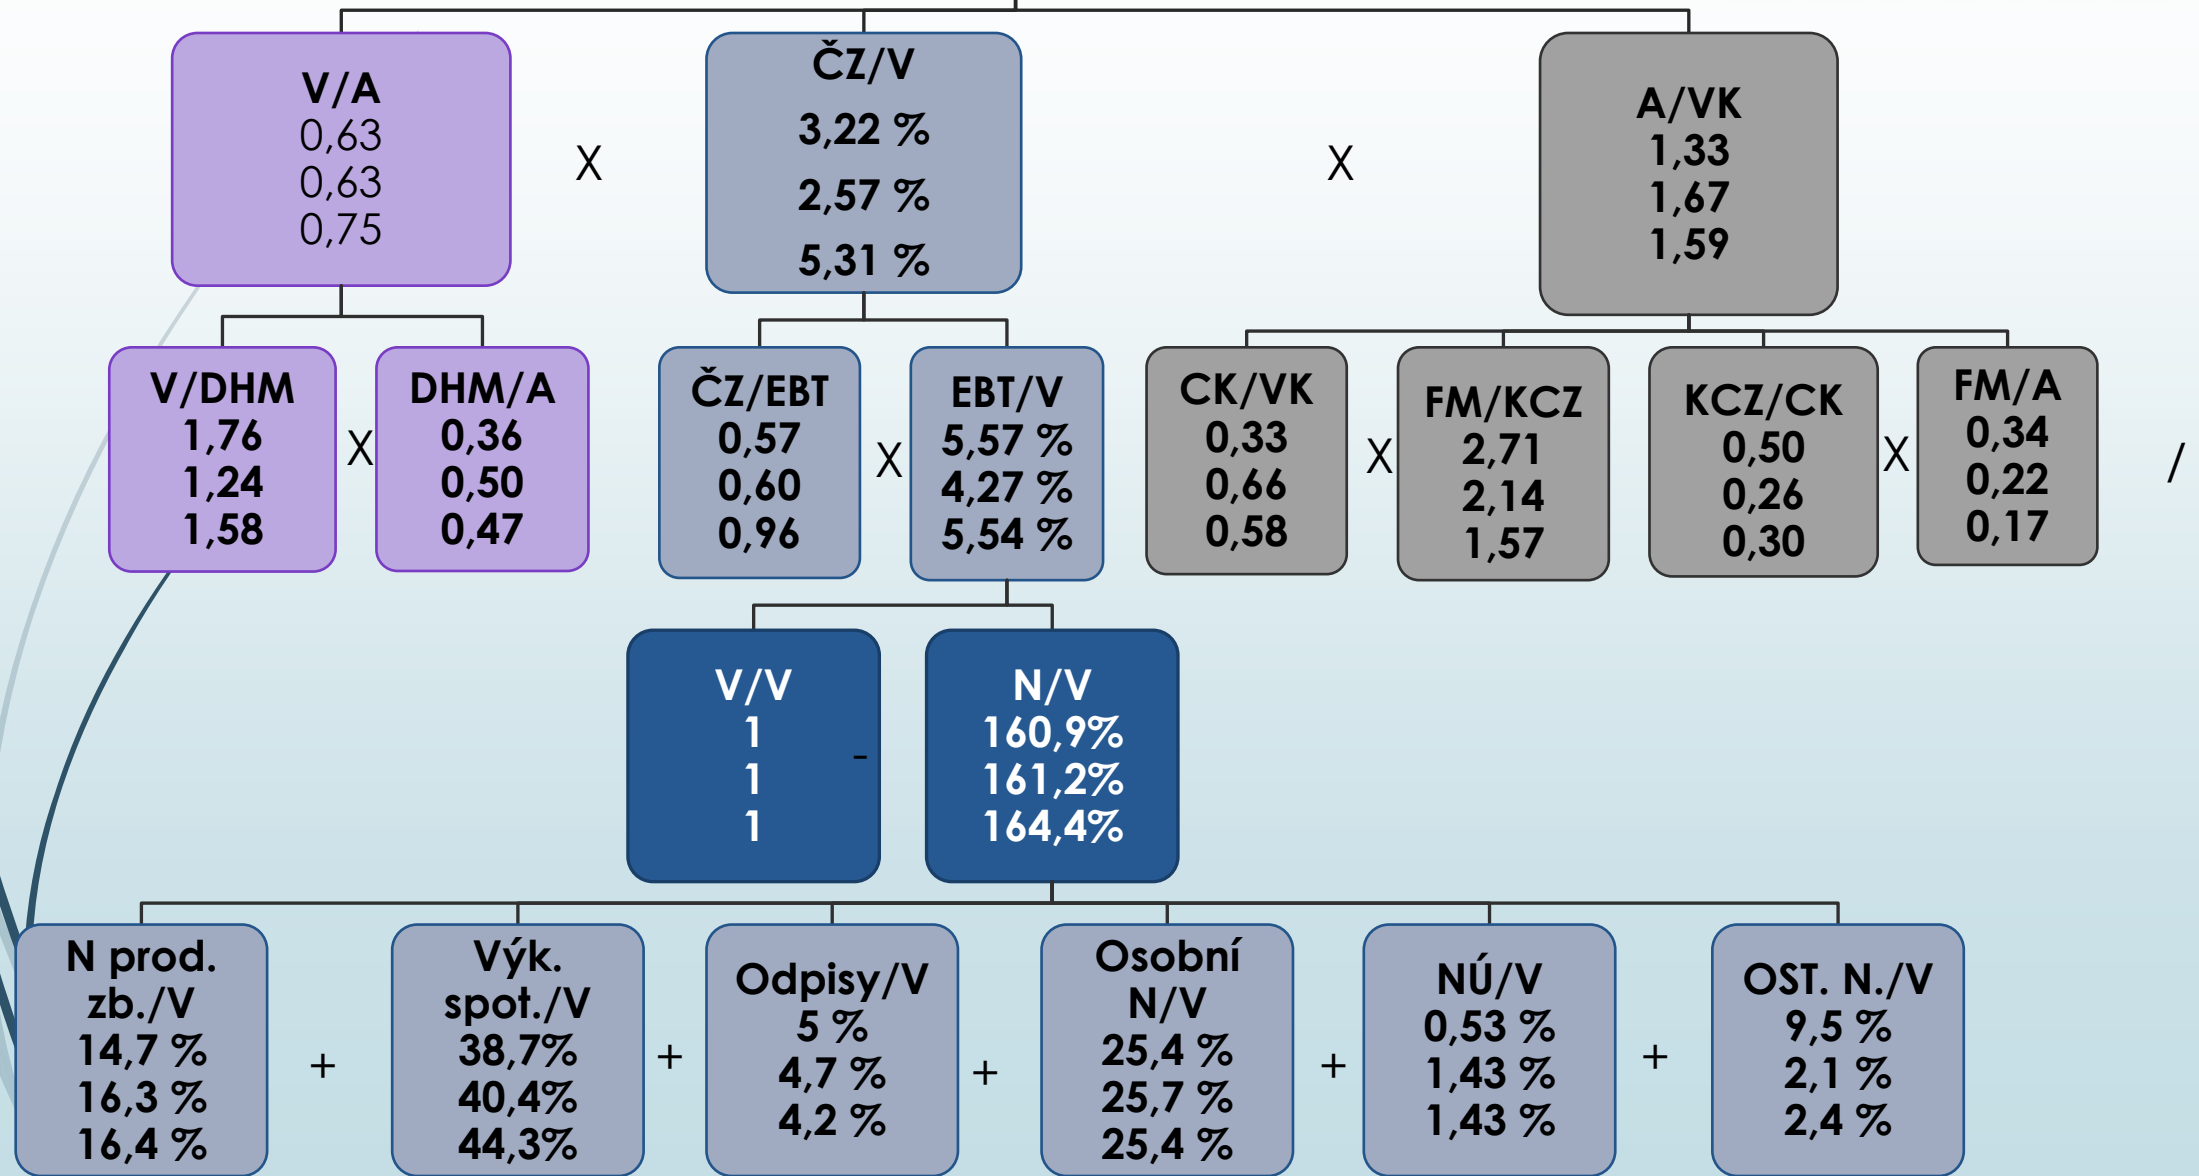 V/A
0,63
0,63
0,75
X
ČZ/V
3,22 %
2,57 %
5,31 %
X
A/VK
1,33
1,67
1,59
V/DHM
1,76
1,24
1,58
X
DHM/A
0,36
0,50
0,47
ČZ/EBT
0,57
0,60
0,96
X
EBT/V
5,57 %
4,27 %
5,54 %
CK/VK
0,33
0,66
0,58
X
FM/KCZ
2,71
2,14
1,57
KCZ/CK
0,50
0,26
0,30
X
FM/A
0,34
0,22
0,17
/
V/V
1
1
1
-
N/V
160,9%
161,2%
164,4%
N prod.
zb./V
14,7 %
16,3 %
16,4 %
+
Výk.
spot./V
38,7%
40,4%
44,3%
+
Odpisy/V
5 %
4,7 %
4,2 %
+
Osobní
N/V
25,4 %
25,7 %
25,4 %
+
NÚ/V
0,53 %
1,43 %
1,43 %
+
OST. N./V
9,5 %
2,1 %
2,4 %